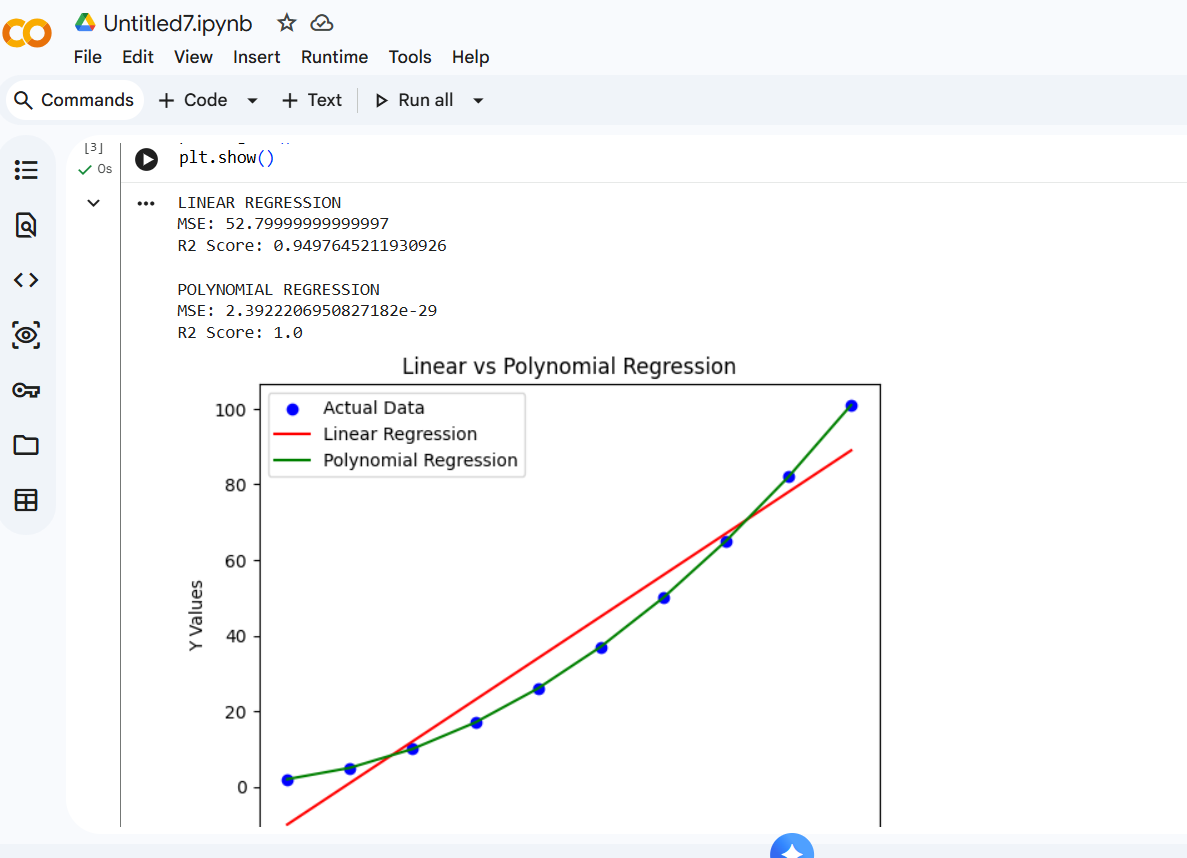 Untitled7.ipynb
File Edit View Insert Runtime Tools Help
Commands + Code + Text Run all
[3]
0s
plt.show()
LINEAR REGRESSION
MSE: 52.79999999999997
R2 Score: 0.9497645211930926
POLYNOMIAL REGRESSION
MSE: 2.3922206950827182e-29
R2 Score: 1.0
Linear vs Polynomial Regression
Actual Data
Linear Regression
Polynomial Regression
100
80
60
40
20
0
Y Values